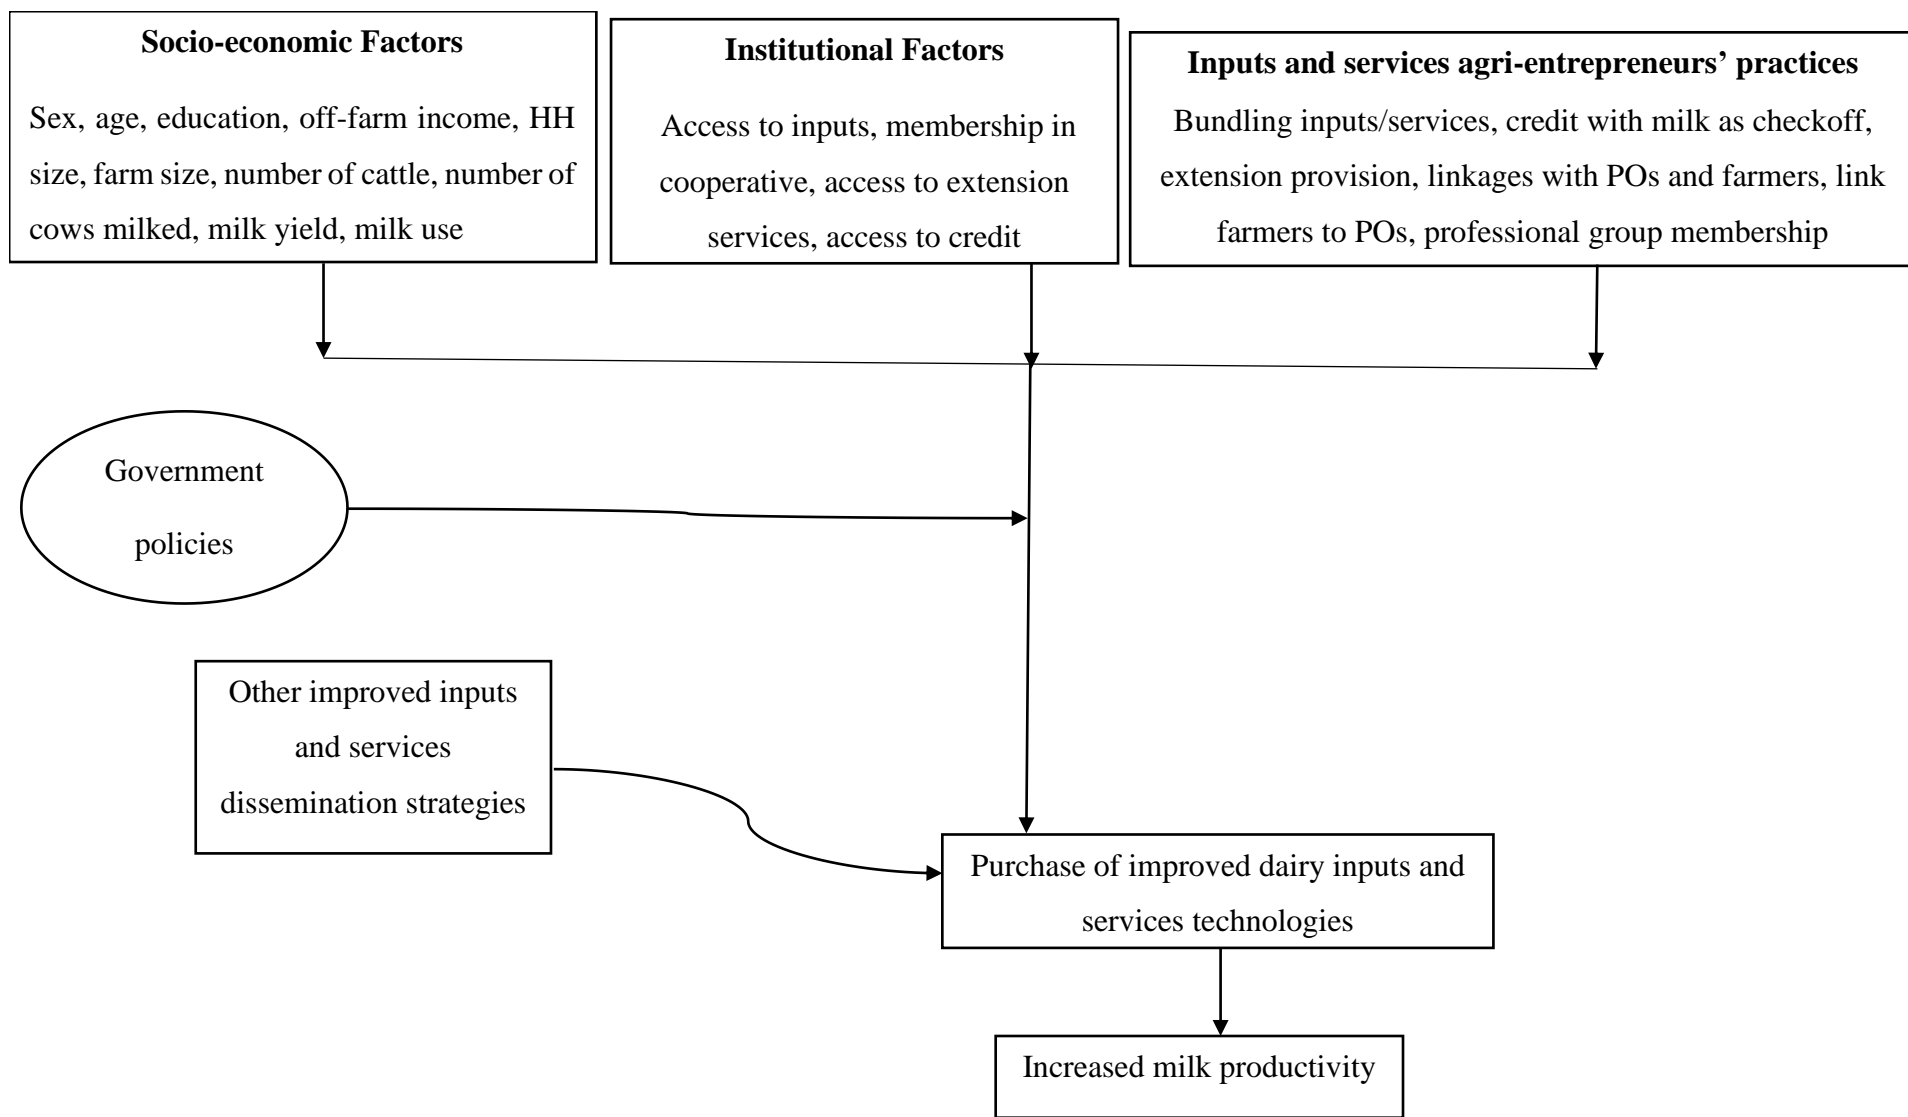 Socio-economic Factors
Sex, age, education, off-farm income, HH
size, farm size, number of cattle, number of
cows milked, milk yield, milk use
Institutional Factors
Access to inputs, membership in
cooperative, access to extension
services, access to credit
Inputs and services agri-entrepreneurs’ practices
Bundling inputs/services, credit with milk as checkoff,
extension provision, linkages with POs and farmers, link
farmers to POs, professional group membership
Government
policies
Other improved inputs
and services
dissemination strategies
Purchase of improved dairy inputs and
services technologies
Increased milk productivity